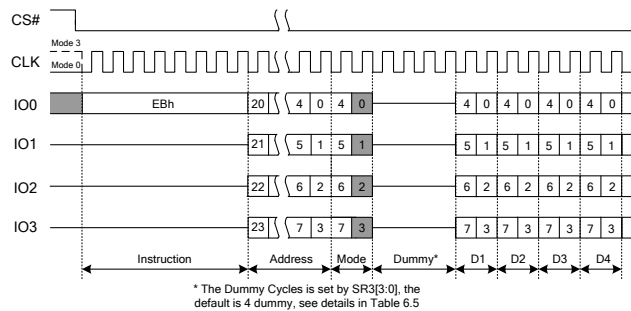 CS#
Mode 3
CLK Mode 0
IO0 EBh 20 4 0 4 0 4 0 4 0 4 0 4 0
IO1 21 5 1 5 1 5 1 5 1 5 1 5 1
IO2 22 6 2 6 2 6 2 6 2 6 2 6 2
IO3 23 7 3 7 3 7 3 7 3 7 3 7 3
Instruction Address Mode Dummy* D1 D2 D3 D4
* The Dummy Cycles is set by SR3[3:0], the
default is 4 dummy, see details in Table 6.5